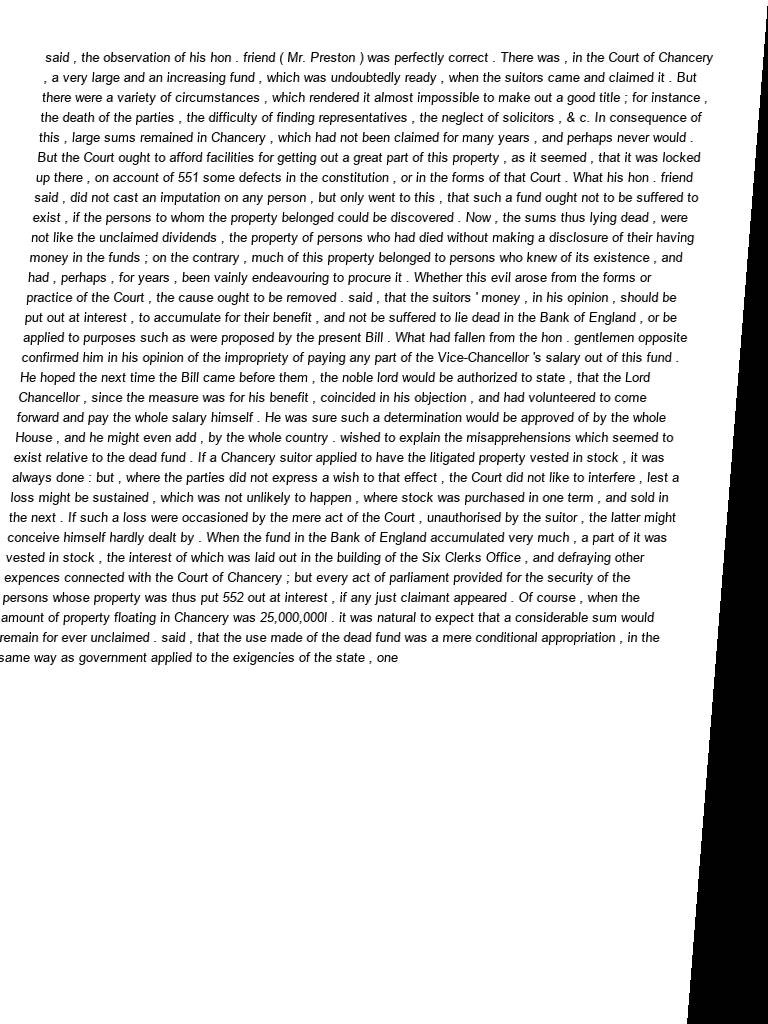 said , the observation of his hon . friend ( Mr. Preston ) was perfectly correct . There was , in the Court of Chancery
, a very large and an increasing fund , which was undoubtedly ready , when the suitors came and claimed it . But
there were a variety of circumstances , which rendered it almost impossible to make out a good title ; for instance ,
the death of the parties , the difficulty of finding representatives , the neglect of solicitors , & c. In consequence of
this , large sums remained in Chancery , which had not been claimed for many years , and perhaps never would .
But the Court ought to afford facilities for getting out a great part of this property , as it seemed , that it was locked
up there , on account of 551 some defects in the constitution , or in the forms of that Court . What his hon . friend
said , did not cast an imputation on any person , but only went to this , that such a fund ought not to be suffered to
exist , if the persons to whom the property belonged could be discovered . Now , the sums thus lying dead , were
not like the unclaimed dividends , the property of persons who had died without making a disclosure of their having
money in the funds ; on the contrary , much of this property belonged to persons who knew of its existence , and
had , perhaps , for years , been vainly endeavouring to procure it . Whether this evil arose from the forms or
practice of the Court , the cause ought to be removed . said , that the suitors ' money , in his opinion , should be
put out at interest , to accumulate for their benefit , and not be suffered to lie dead in the Bank of England , or be
applied to purposes such as were proposed by the present Bill . What had fallen from the hon . gentlemen opposite
confirmed him in his opinion of the impropriety of paying any part of the Vice-Chancellor 's salary out of this fund .
He hoped the next time the Bill came before them , the noble lord would be authorized to state , that the Lord
Chancellor , since the measure was for his benefit , coincided in his objection , and had volunteered to come
forward and pay the whole salary himself . He was sure such a determination would be approved of by the whole
House , and he might even add , by the whole country . wished to explain the misapprehensions which seemed to
exist relative to the dead fund . If a Chancery suitor applied to have the litigated property vested in stock , it was
always done : but , where the parties did not express a wish to that effect , the Court did not like to interfere , lest a
loss might be sustained , which was not unlikely to happen , where stock was purchased in one term , and sold in
the next . If such a loss were occasioned by the mere act of the Court , unauthorised by the suitor , the latter might
conceive himself hardly dealt by . When the fund in the Bank of England accumulated very much , a part of it was
vested in stock , the interest of which was laid out in the building of the Six Clerks Office , and defraying other
expences connected with the Court of Chancery ; but every act of parliament provided for the security of the
persons whose property was thus put 552 out at interest , if any just claimant appeared . Of course , when the
amount of property floating in Chancery was 25,000,000l . it was natural to expect that a considerable sum would
remain for ever unclaimed . said , that the use made of the dead fund was a mere conditional appropriation , in the
same way as government applied to the exigencies of the state , one